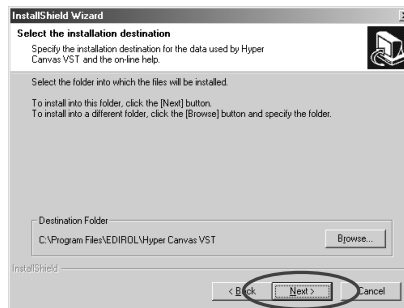 InstallShield Wizard
Select the installation destination
Specify the installation destination for the data used by Hyper
Canvas VST and the on-line help.
Select the folder into which the files will be installed.
To install into this folder, click the [Next] button.
To install into a different folder, click the [Browse] button and specify the folder.
Destination Folder
C:\Program Files\EDIROL\Hyper Canvas VST
Browse...
InstallShield
< Back
Next >
Cancel